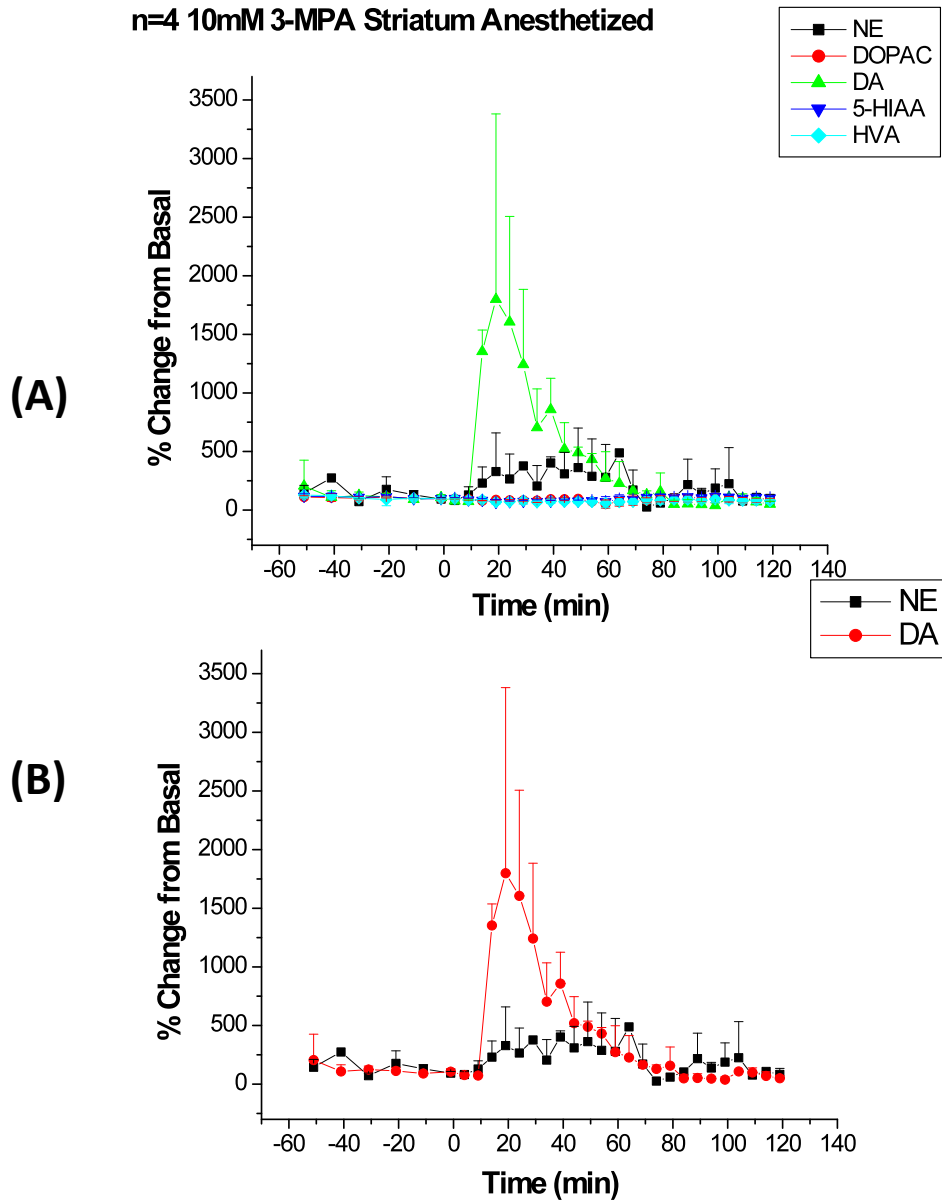 n=4 10mM 3-MPA Striatum Anesthetized
NE
DOPAC
DA
5-HIAA
HVA
(A)
% Change from Basal
3500
3000
2500
2000
1500
1000
500
0
-60 -40 -20 0 20 40 60 80 100 120 140
Time (min)
NE
DA
(B)
% Change from Basal
3500
3000
2500
2000
1500
1000
500
0
-60 -40 -20 0 20 40 60 80 100 120 140
Time (min)